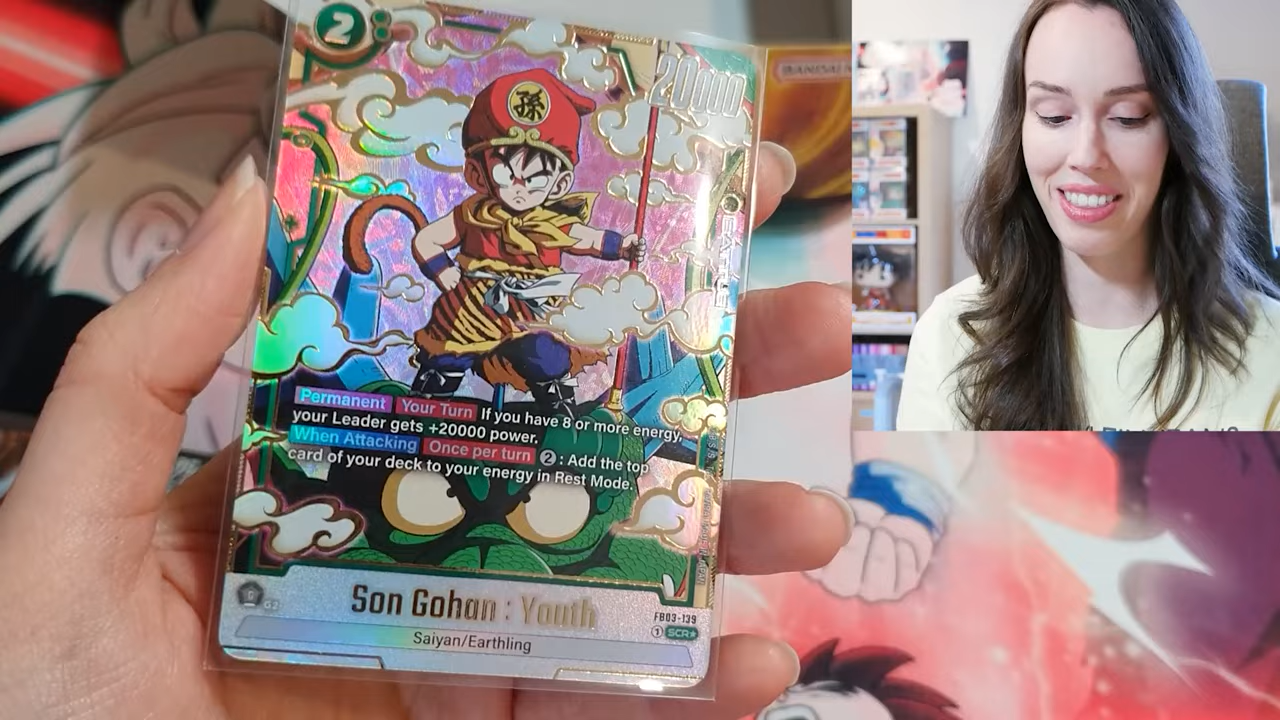 2
20000
孫
BATTLE
Permanent Your Turn If you have 8 or more energy,
your Leader gets +20000 power.
When Attacking Once per turn 2 : Add the top
card of your deck to your energy in Rest Mode.
Son Gohan : Youth
FB03-139
1 SCR★
Saiyan/Earthling